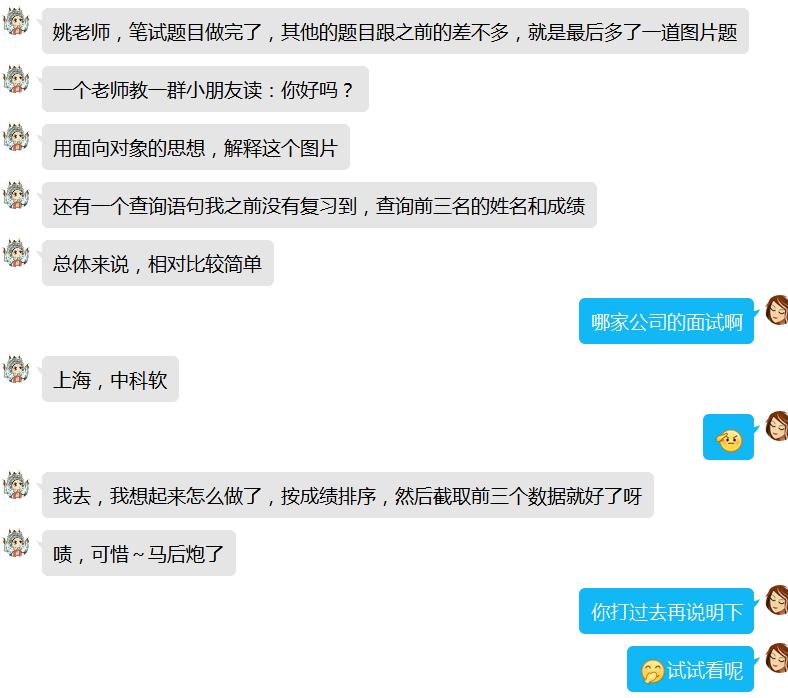 姚老师，笔试题目做完了，其他的题目跟之前的差不多，就是最后多了一道图片题
一个老师教一群小朋友读：你好吗？
用面向对象的思想，解释这个图片
还有一个查询语句我之前没有复习到，查询前三名的姓名和成绩
总体来说，相对比较简单
哪家公司的面试啊
上海，中科软
我去，我想起来怎么做了，按成绩排序，然后截取前三个数据就好了呀
啧，可惜～马后炮了
你打过去再说明下
试试看呢